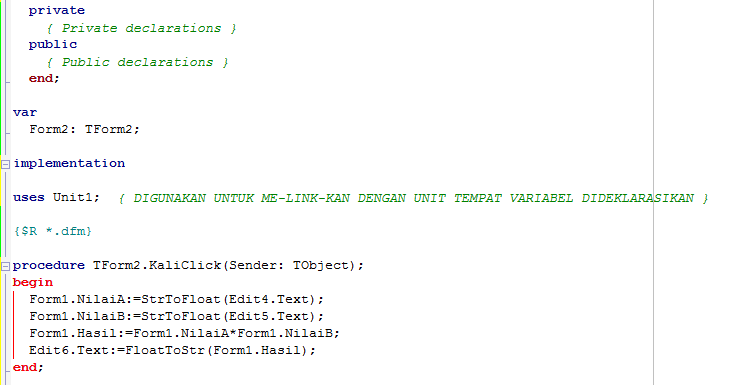 private
{ Private declarations }
public
{ Public declarations }
end;
var
Form2: TForm2;
implementation
uses Unit1;  { DIGUNAKAN UNTUK ME-LINK-KAN DENGAN UNIT TEMPAT VARIABEL DIDEKLARASIKAN }
{$R *.dfm}
procedure TForm2.KaliClick(Sender: TObject);
begin
Form1.NilaiA:=StrToFloat(Edit4.Text);
Form1.NilaiB:=StrToFloat(Edit5.Text);
Form1.Hasil:=Form1.NilaiA*Form1.NilaiB;
Edit6.Text:=FloatToStr(Form1.Hasil);
end;